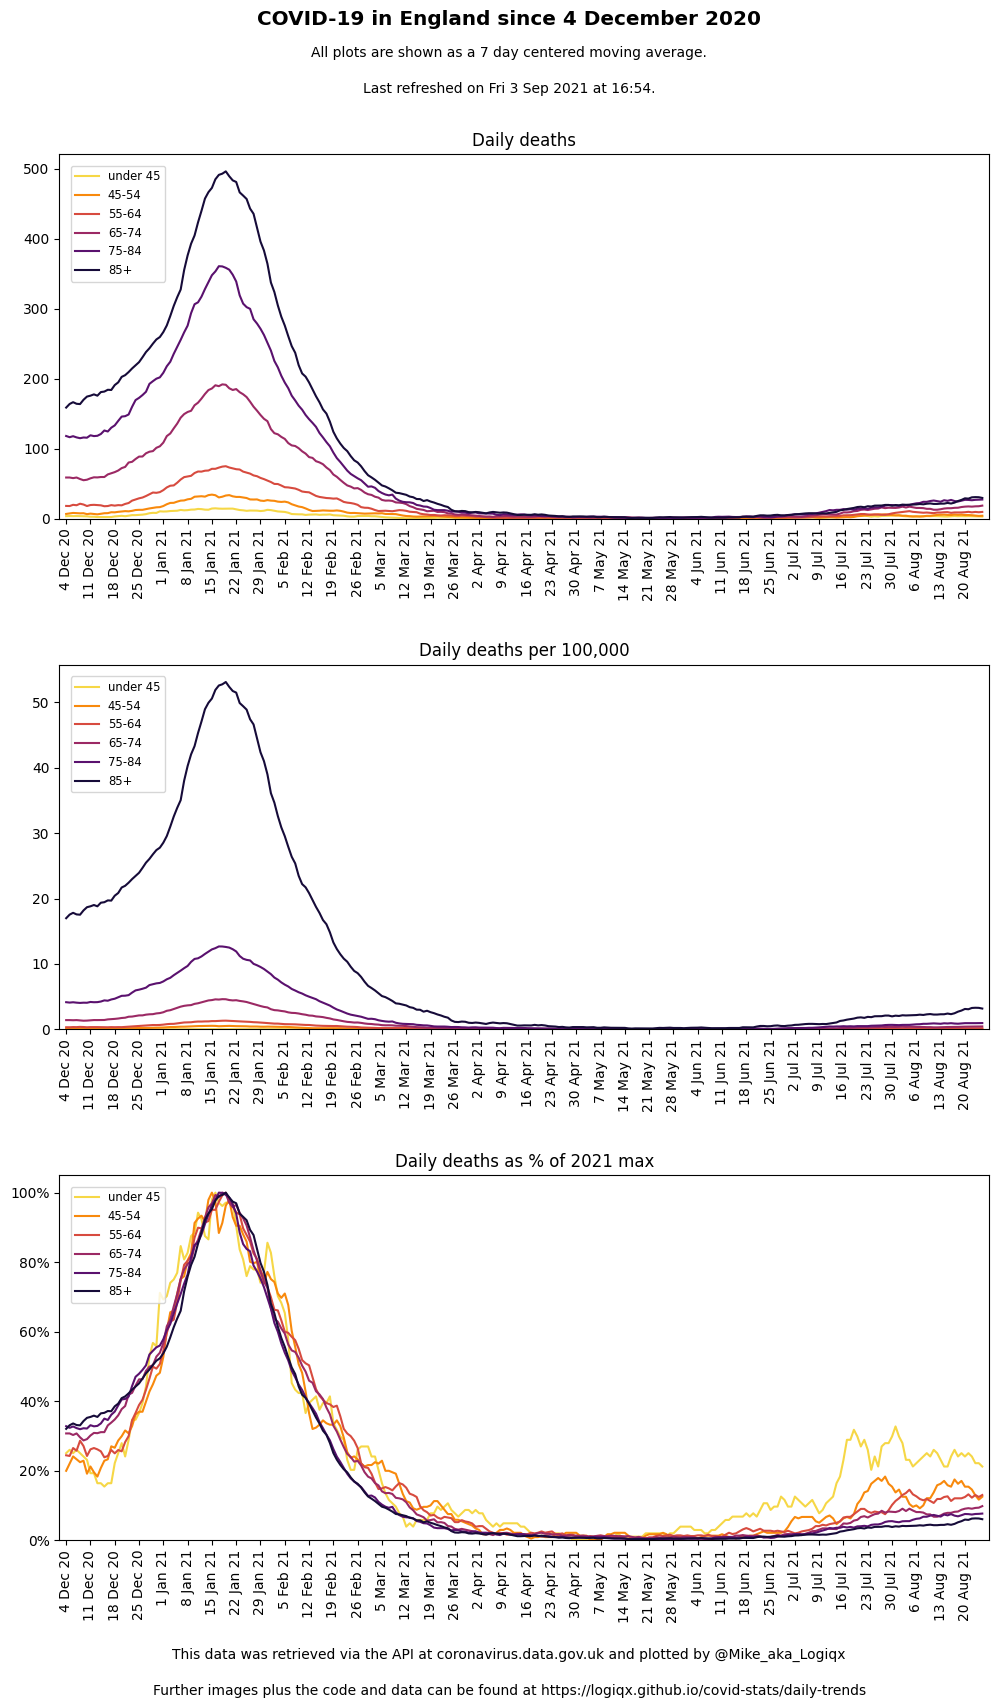 COVID-19 in England since 4 December 2020
All plots are shown as a 7 day centered moving average.
Last refreshed on Fri 3 Sep 2021 at 16:54.
Daily deaths
500
400
300
200
100
0
under 45
45-54
55-64
65-74
75-84
85+
4 Dec 20
11 Dec 20
18 Dec 20
25 Dec 20
1 Jan 21
8 Jan 21
15 Jan 21
22 Jan 21
29 Jan 21
5 Feb 21
12 Feb 21
19 Feb 21
26 Feb 21
5 Mar 21
12 Mar 21
19 Mar 21
26 Mar 21
2 Apr 21
9 Apr 21
16 Apr 21
23 Apr 21
30 Apr 21
7 May 21
14 May 21
21 May 21
28 May 21
4 Jun 21
11 Jun 21
18 Jun 21
25 Jun 21
2 Jul 21
9 Jul 21
16 Jul 21
23 Jul 21
30 Jul 21
6 Aug 21
13 Aug 21
20 Aug 21
Daily deaths per 100,000
50
40
30
20
10
0
under 45
45-54
55-64
65-74
75-84
85+
4 Dec 20
11 Dec 20
18 Dec 20
25 Dec 20
1 Jan 21
8 Jan 21
15 Jan 21
22 Jan 21
29 Jan 21
5 Feb 21
12 Feb 21
19 Feb 21
26 Feb 21
5 Mar 21
12 Mar 21
19 Mar 21
26 Mar 21
2 Apr 21
9 Apr 21
16 Apr 21
23 Apr 21
30 Apr 21
7 May 21
14 May 21
21 May 21
28 May 21
4 Jun 21
11 Jun 21
18 Jun 21
25 Jun 21
2 Jul 21
9 Jul 21
16 Jul 21
23 Jul 21
30 Jul 21
6 Aug 21
13 Aug 21
20 Aug 21
Daily deaths as % of 2021 max
100%
80%
60%
40%
20%
0%
under 45
45-54
55-64
65-74
75-84
85+
4 Dec 20
11 Dec 20
18 Dec 20
25 Dec 20
1 Jan 21
8 Jan 21
15 Jan 21
22 Jan 21
29 Jan 21
5 Feb 21
12 Feb 21
19 Feb 21
26 Feb 21
5 Mar 21
12 Mar 21
19 Mar 21
26 Mar 21
2 Apr 21
9 Apr 21
16 Apr 21
23 Apr 21
30 Apr 21
7 May 21
14 May 21
21 May 21
28 May 21
4 Jun 21
11 Jun 21
18 Jun 21
25 Jun 21
2 Jul 21
9 Jul 21
16 Jul 21
23 Jul 21
30 Jul 21
6 Aug 21
13 Aug 21
20 Aug 21
This data was retrieved via the API at coronavirus.data.gov.uk and plotted by @Mike_aka_Logiqx
Further images plus the code and data can be found at https://logiqx.github.io/covid-stats/daily-trends